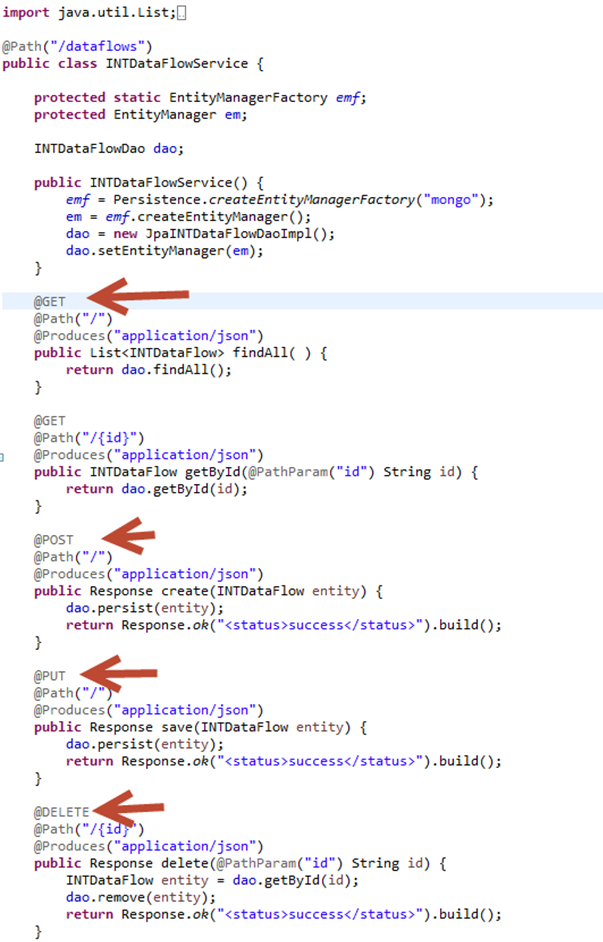 import java.util.List;
@Path("/dataflows")
public class INTDataFlowService {
protected static EntityManagerFactory emf;
protected EntityManager em;
INTDataFlowDao dao;
public INTDataFlowService() {
emf = Persistence.createEntityManagerFactory("mongo");
em = emf.createEntityManager();
dao = new JpaINTDataFlowDaoImpl();
dao.setEntityManager(em);
}
@GET
@Path("/")
@Produces("application/json")
public List<INTDataFlow> findAll( ) {
return dao.findAll();
}
@GET
@Path("/{id}")
@Produces("application/json")
public INTDataFlow getById(@PathParam("id") String id) {
return dao.getById(id);
}
@POST
@Path("/")
@Produces("application/json")
public Response create(INTDataFlow entity) {
dao.persist(entity);
return Response.ok("<status>success</status>").build();
}
@PUT
@Path("/")
@Produces("application/json")
public Response save(INTDataFlow entity) {
dao.persist(entity);
return Response.ok("<status>success</status>").build();
}
@DELETE
@Path("/{id}")
@Produces("application/json")
public Response delete(@PathParam("id") String id) {
INTDataFlow entity = dao.getById(id);
dao.remove(entity);
return Response.ok("<status>success</status>").build();
}